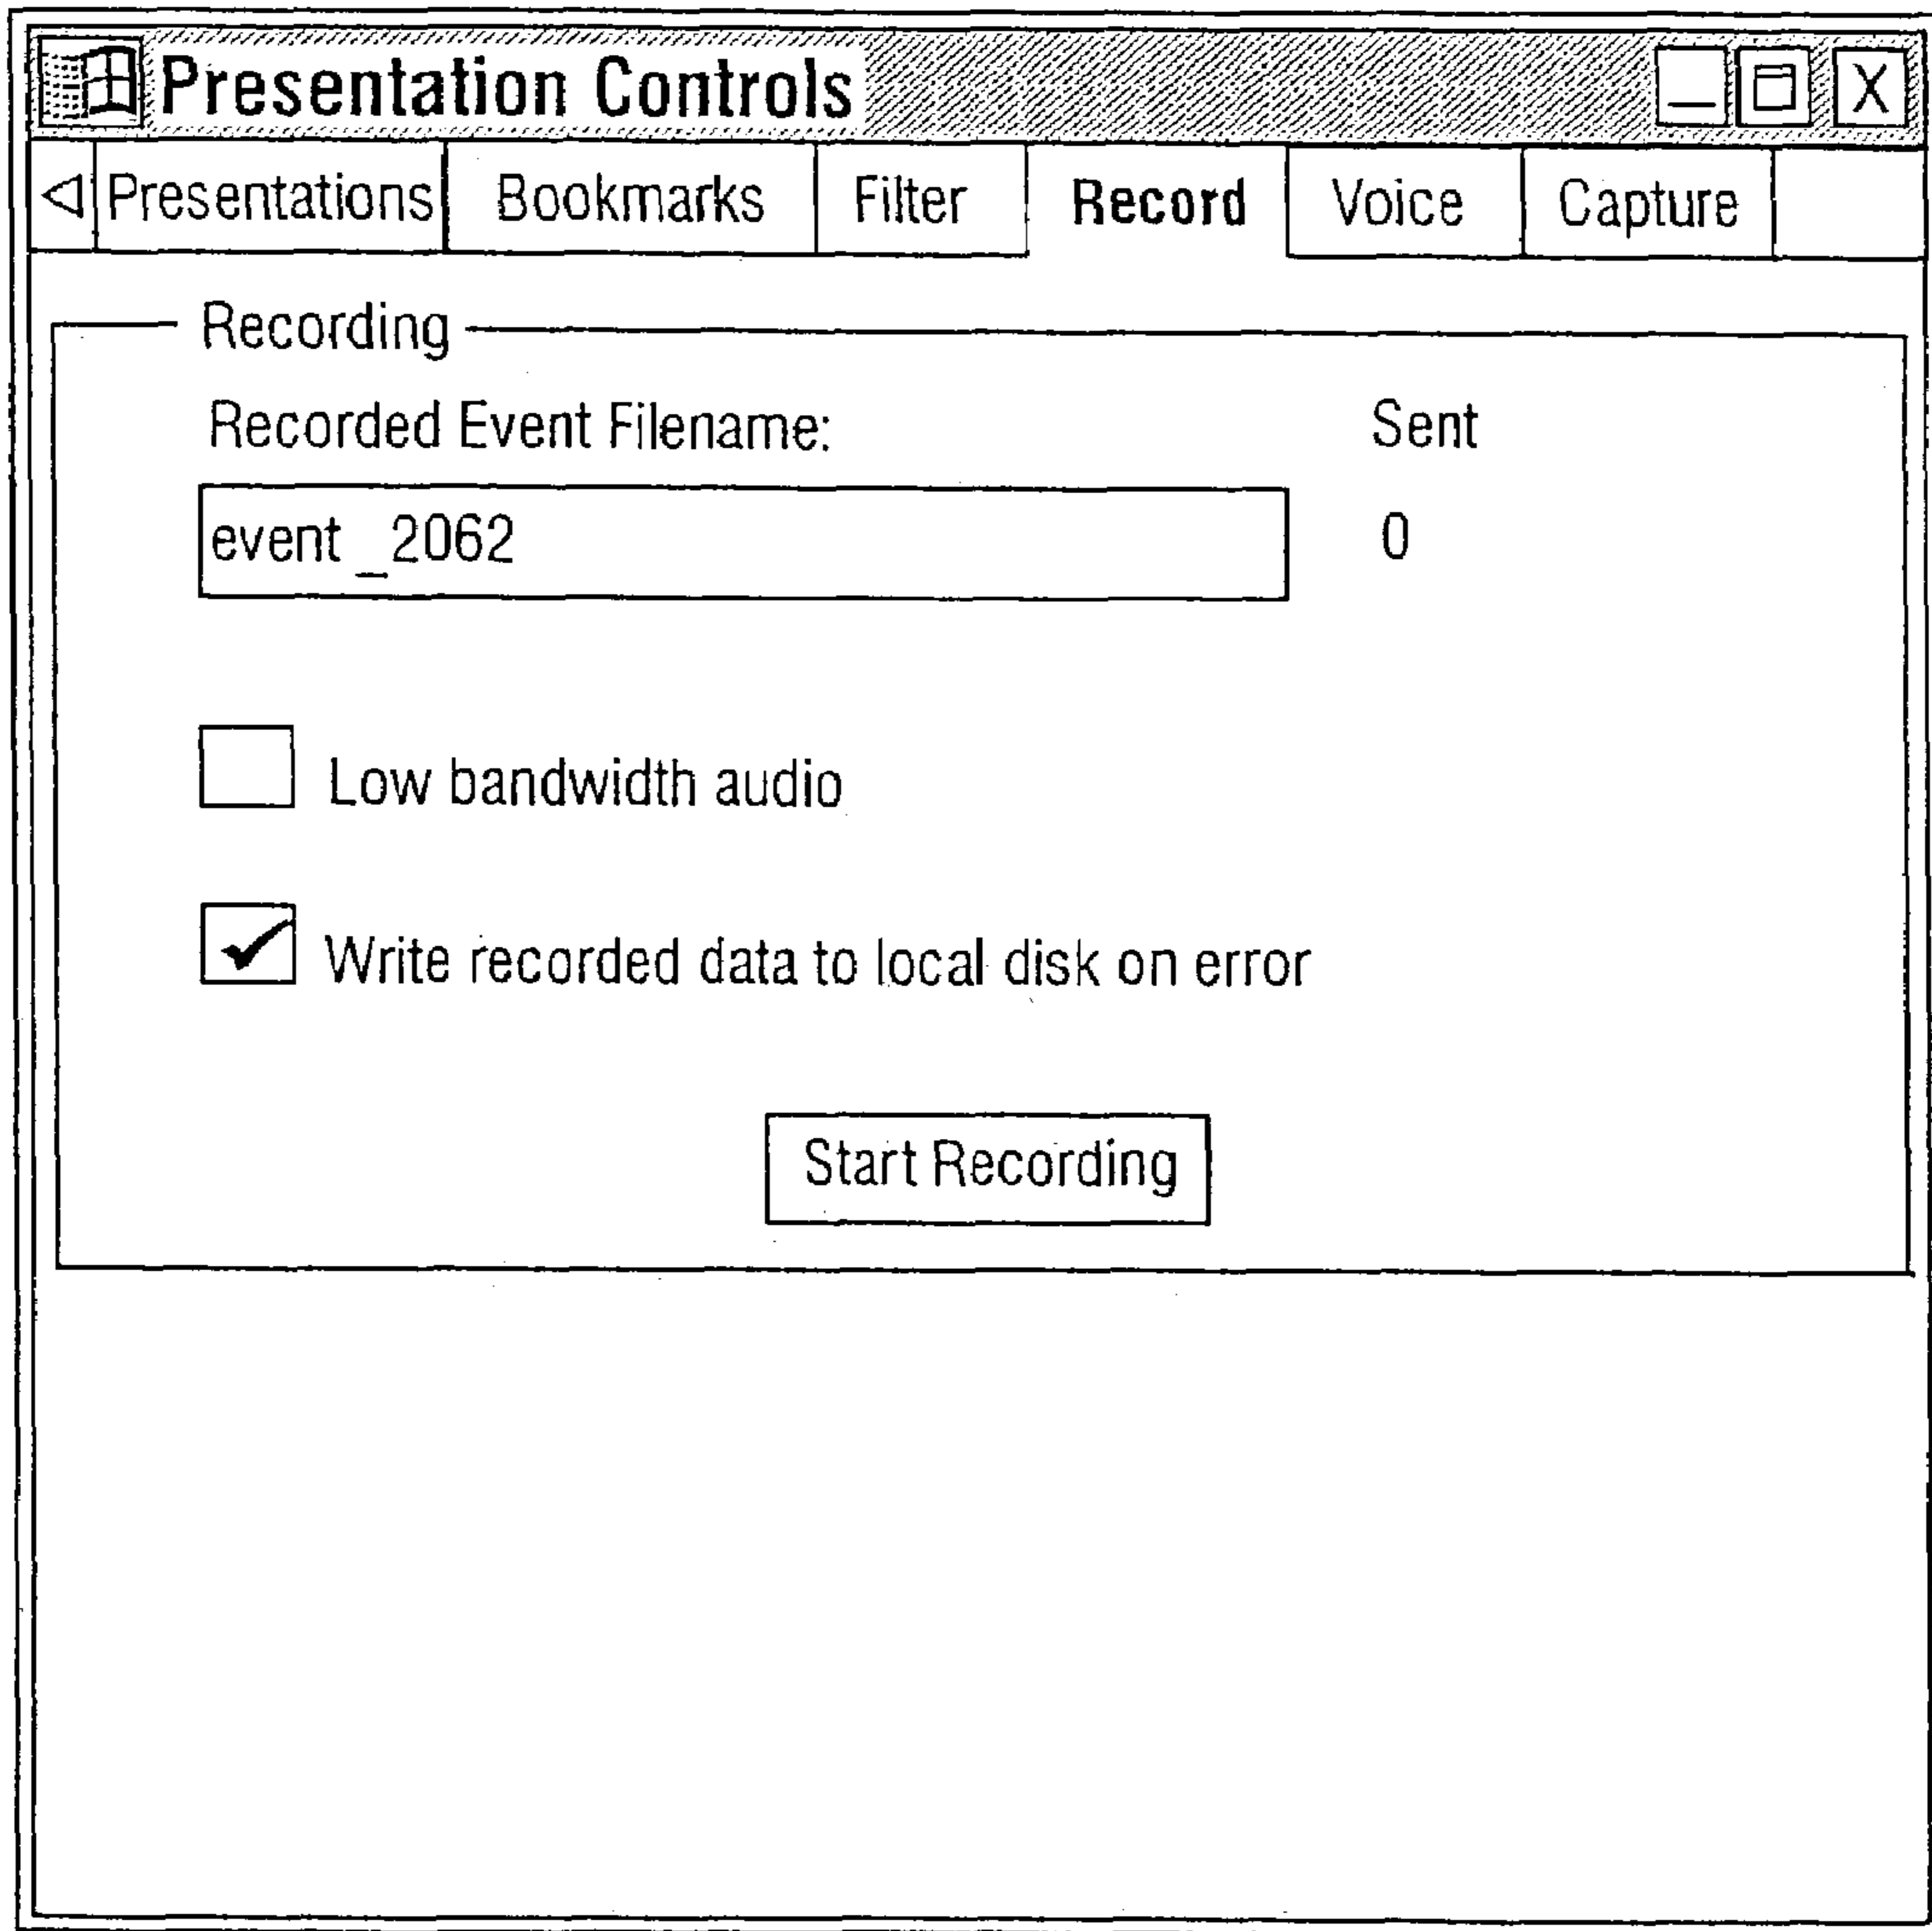 Presentation Controls
Presentations Bookmarks Filter Record Voice Capture
Recording
Recorded Event Filename: Sent
event _2062 0
Low bandwidth audio
Write recorded data to local disk on error
Start Recording